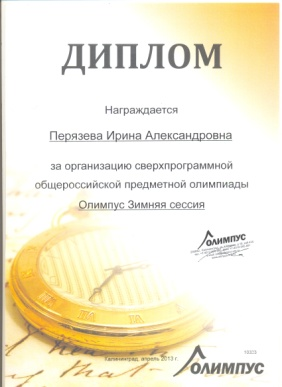 ДИПЛОМ
Награждается
Перязева Ирина Александровна
за организацию сверхпрограммной
общероссийской предметной олимпиады
Олимпус Зимняя сессия
ОЛИМПУС
Калининград, апрель 2013 г.
ОЛИМПУС